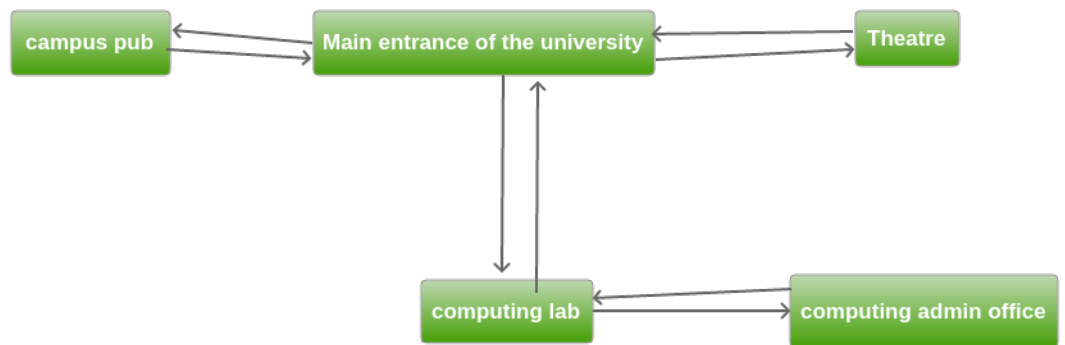 campus pub
Main entrance of the university
Theatre
computing lab
computing admin office